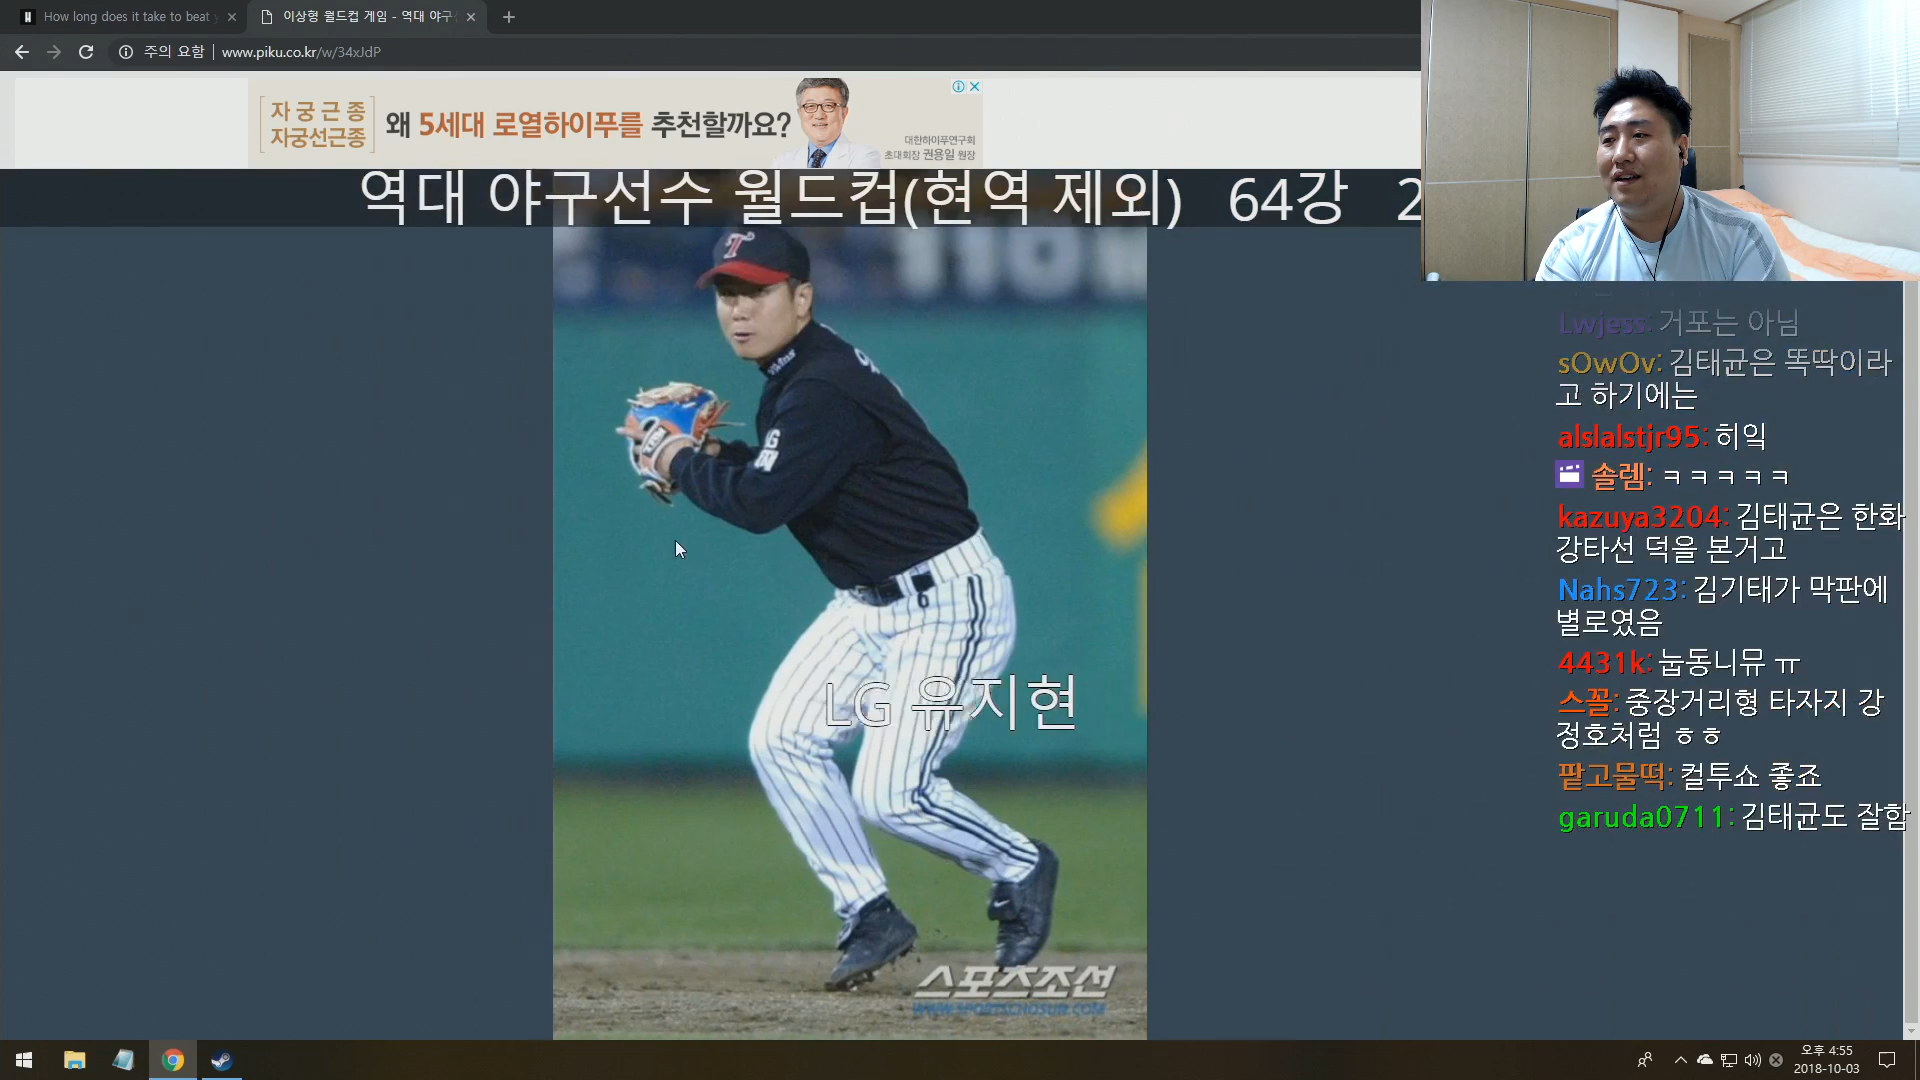 How long does it take to beat y
이상형 월드컵 게임 - 역대 야구
주의 요함
www.piku.co.kr/w/34xJdP
자궁근종
자궁선근종
왜 5세대 로열하이푸를 추천할까요?
대한하이푸연구회
초대회장 권용일 원장
역대 야구선수 월드컵(현역 제외) 64강 2
T
6
LG 유지현
스포츠조선
WWW.SPORTSCHOSUN.COM
Lwjess: 거포는 아님
sOwOv: 김태균은 똑딱이라
고 하기에는
alslalstjr95: 히익
솔렘: ㅋㅋㅋㅋㅋ
kazuya3204: 김태균은 한화
강타선 덕을 본거고
Nahs723: 김기태가 막판에
별로였음
4431k: 눕동니뮤 ㅠ
스꼴: 중장거리형 타자지 강
정호처럼 ㅎㅎ
팥고물떡: 컬투쇼 좋죠
garuda0711: 김태균도 잘함
오후 4:55
2018-10-03